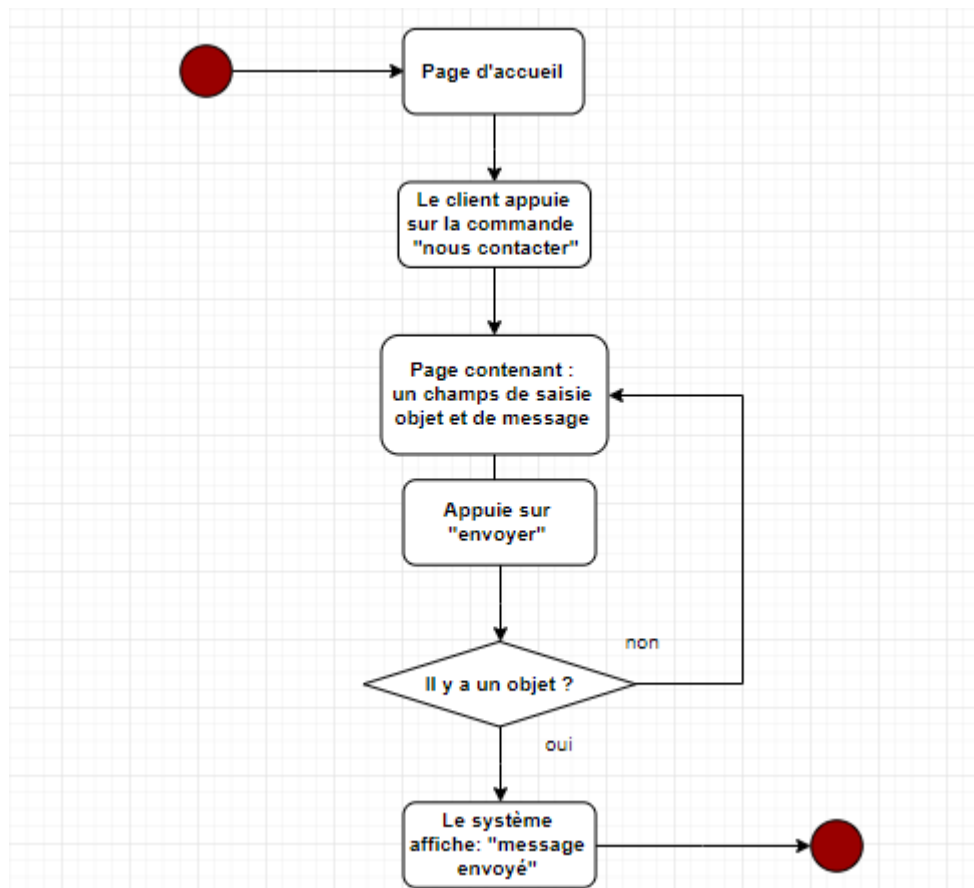 Page d'accueil
Le client appuie
sur la commande
"nous contacter"
Page contenant :
un champs de saisie
objet et de message
Appuie sur
"envoyer"
non
Il y a un objet ?
oui
Le système
affiche: "message
envoyé"